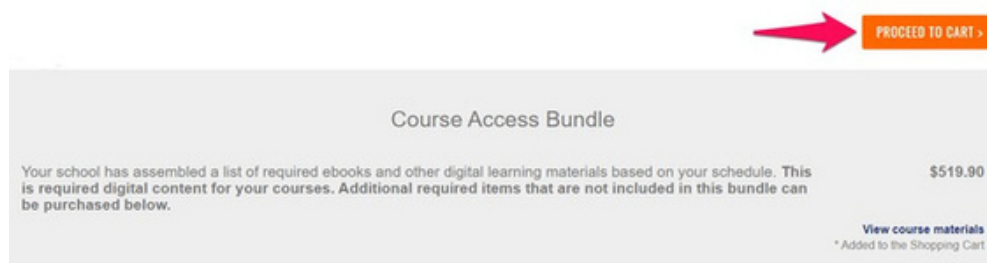 PROCEED TO CART >
Course Access Bundle
Your school has assembled a list of required ebooks and other digital learning materials based on your schedule. This
is required digital content for your courses. Additional required items that are not included in this bundle can
be purchased below.
$519.90
View course materials
* Added to the Shopping Cart